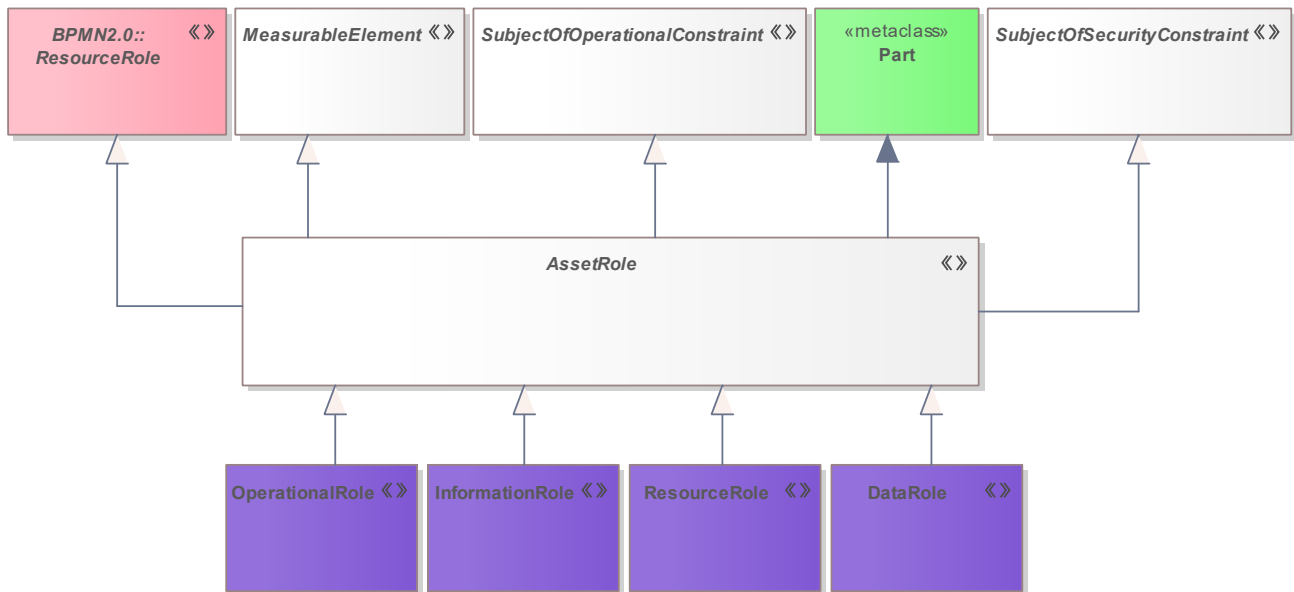 BPMN2.0::
ResourceRole
«»
MeasurableElement «»
SubjectOfOperationalConstraint «»
«metaclass»
Part
SubjectOfSecurityConstraint «»
AssetRole «»
OperationalRole «»
InformationRole «»
ResourceRole «»
DataRole «»